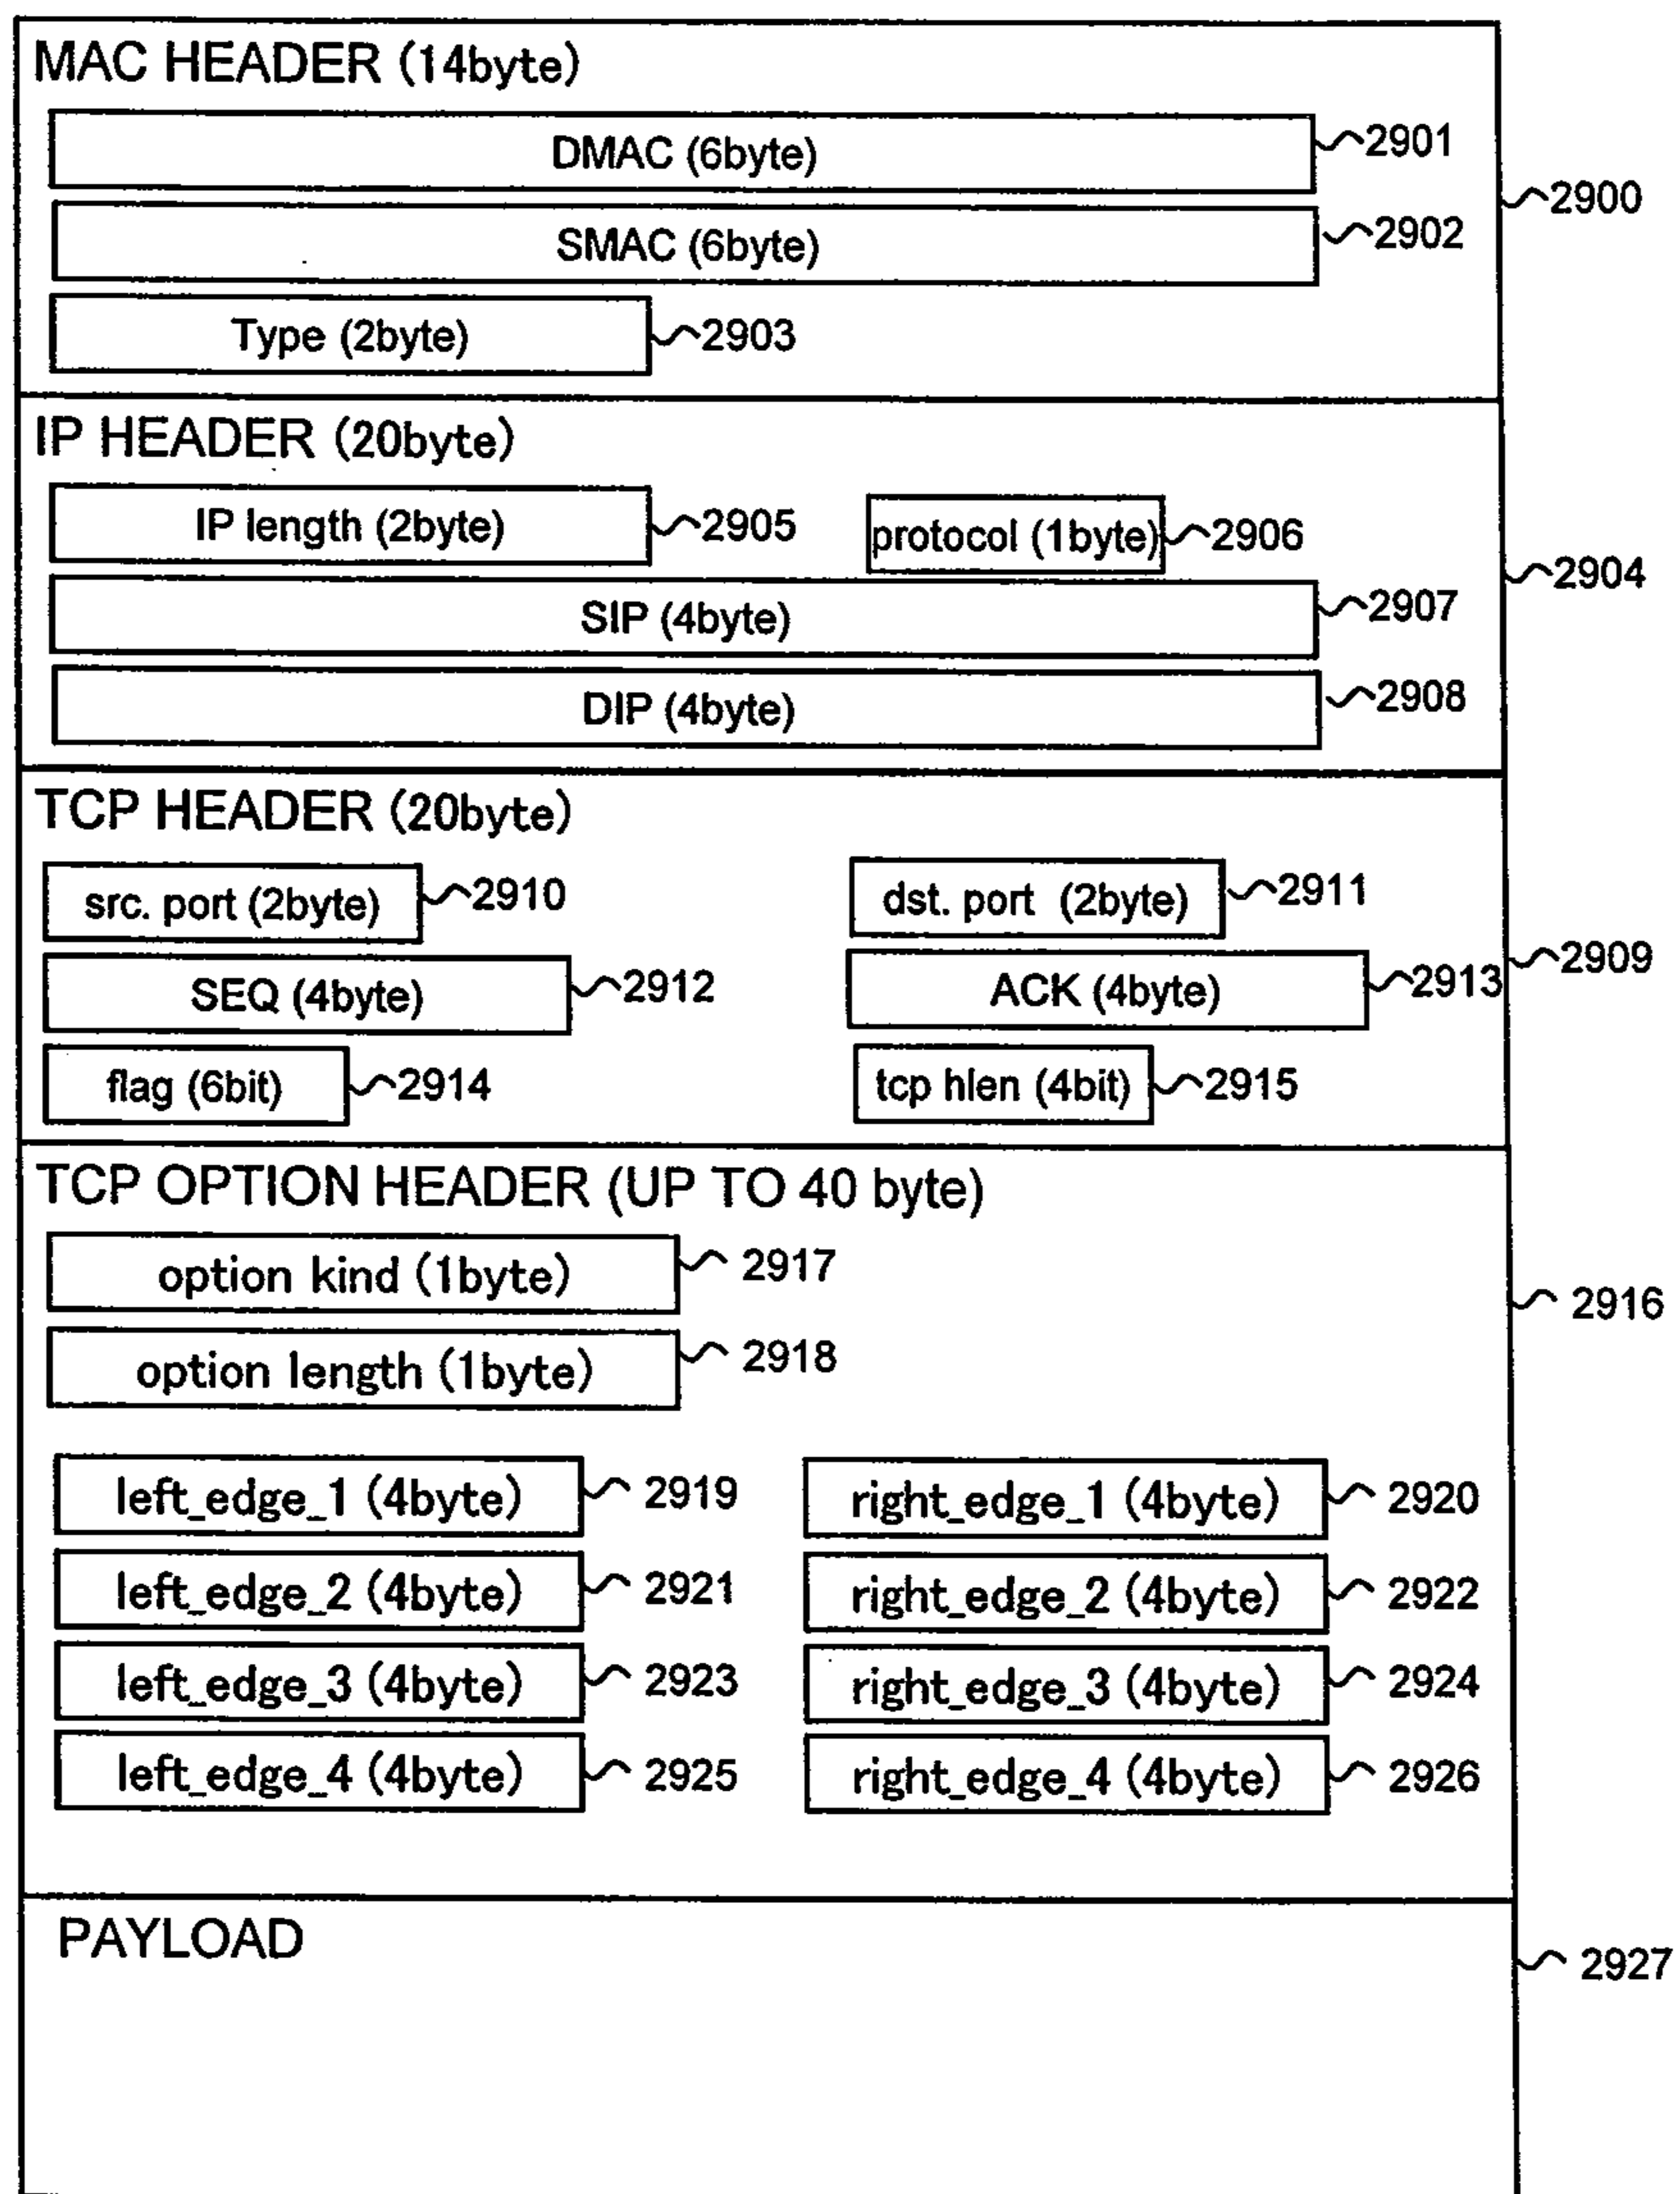 MAC HEADER (14byte)
DMAC (6byte) 2901
2900
SMAC (6byte) 2902
Type (2byte) 2903
IP HEADER (20byte)
IP length (2byte) 2905 protocol (1byte) 2906
2904
SIP (4byte) 2907
DIP (4byte) 2908
TCP HEADER (20byte)
src. port (2byte) 2910 dst. port (2byte) 2911
2909
SEQ (4byte) 2912 ACK (4byte) 2913
flag (6bit) 2914 tcp hlen (4bit) 2915
TCP OPTION HEADER (UP TO 40 byte)
option kind (1byte) 2917
2916
option length (1byte) 2918
left_edge_1 (4byte) 2919 right_edge_1 (4byte) 2920
left_edge_2 (4byte) 2921 right_edge_2 (4byte) 2922
left_edge_3 (4byte) 2923 right_edge_3 (4byte) 2924
left_edge_4 (4byte) 2925 right_edge_4 (4byte) 2926
PAYLOAD
2927